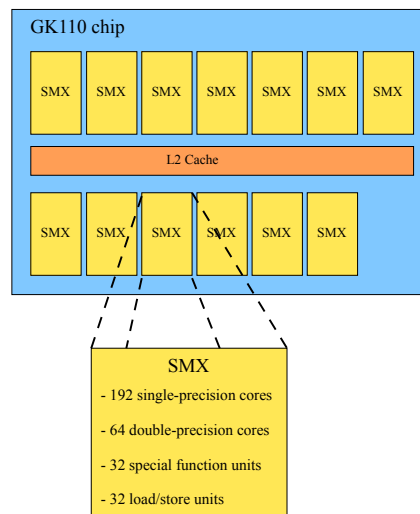 GK110 chip
SMX SMX SMX SMX SMX SMX SMX
L2 Cache
SMX SMX SMX SMX SMX SMX
SMX
- 192 single-precision cores
- 64 double-precision cores
- 32 special function units
- 32 load/store units